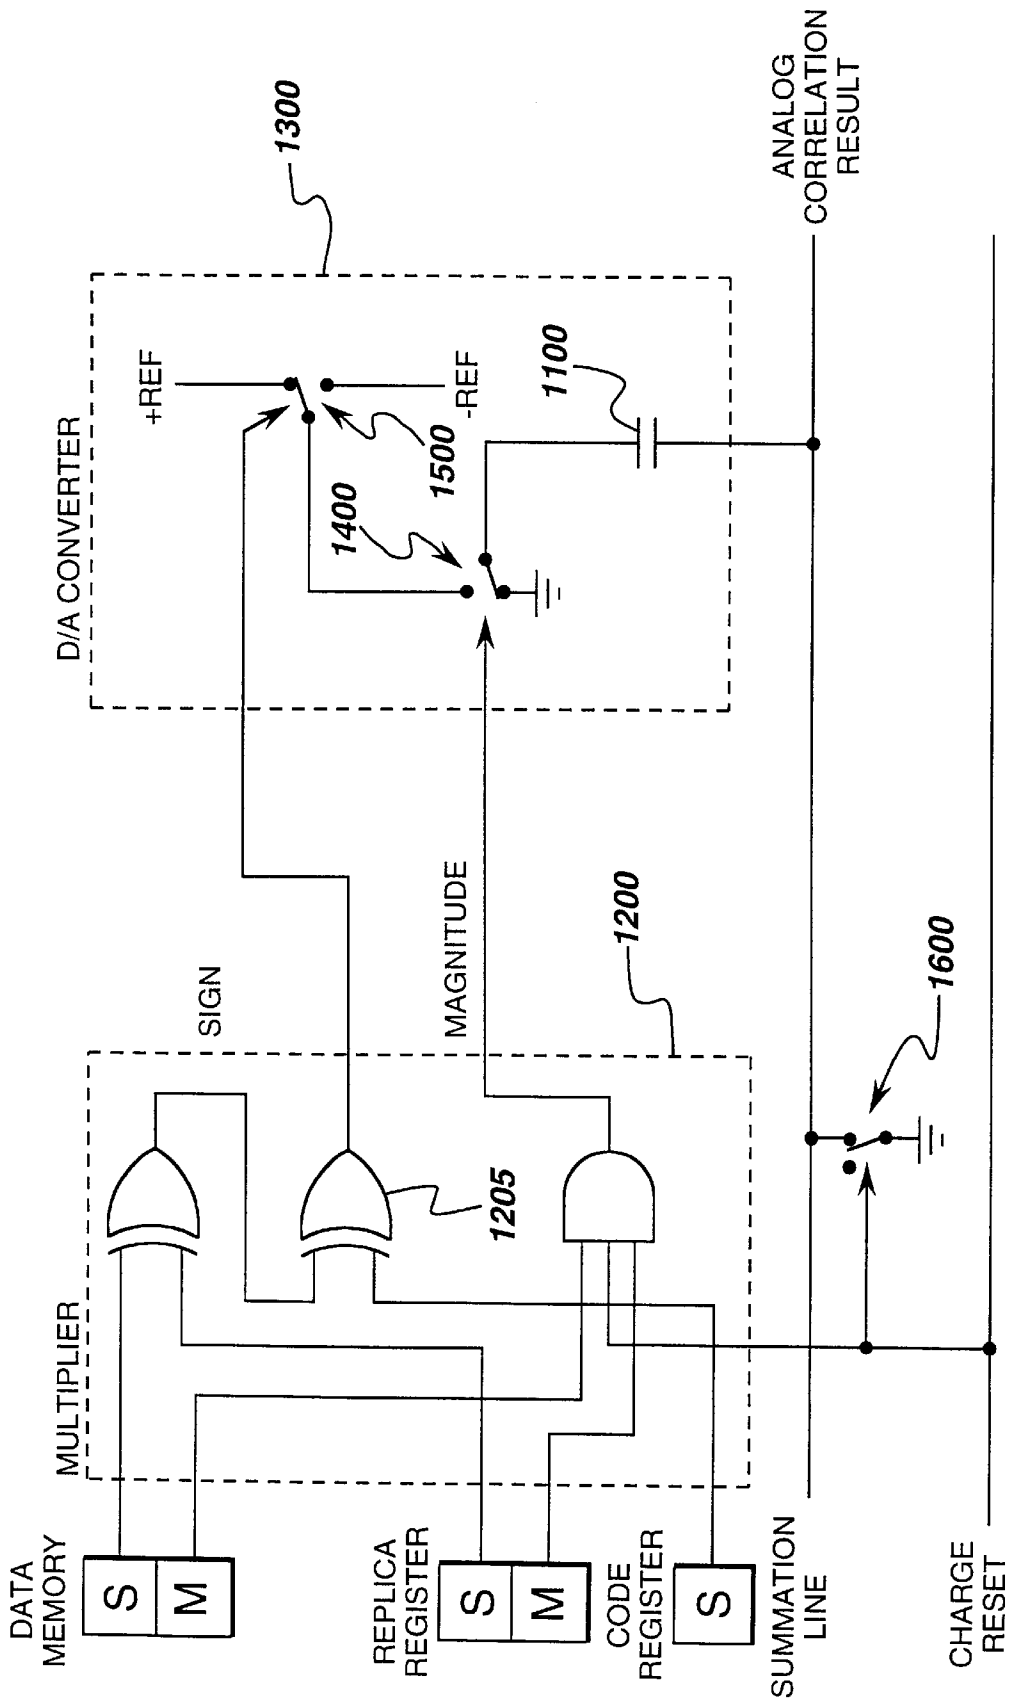 DATA
MEMORY
S
M
REPLICA
REGISTER
S
M
CODE
REGISTER
S
SUMMATION
LINE
CHARGE
RESET
MULTIPLIER
1205
1200
SIGN
MAGNITUDE
1600
D/A CONVERTER
1300
+REF
-REF
1500
1400
1100
ANALOG
CORRELATION
RESULT